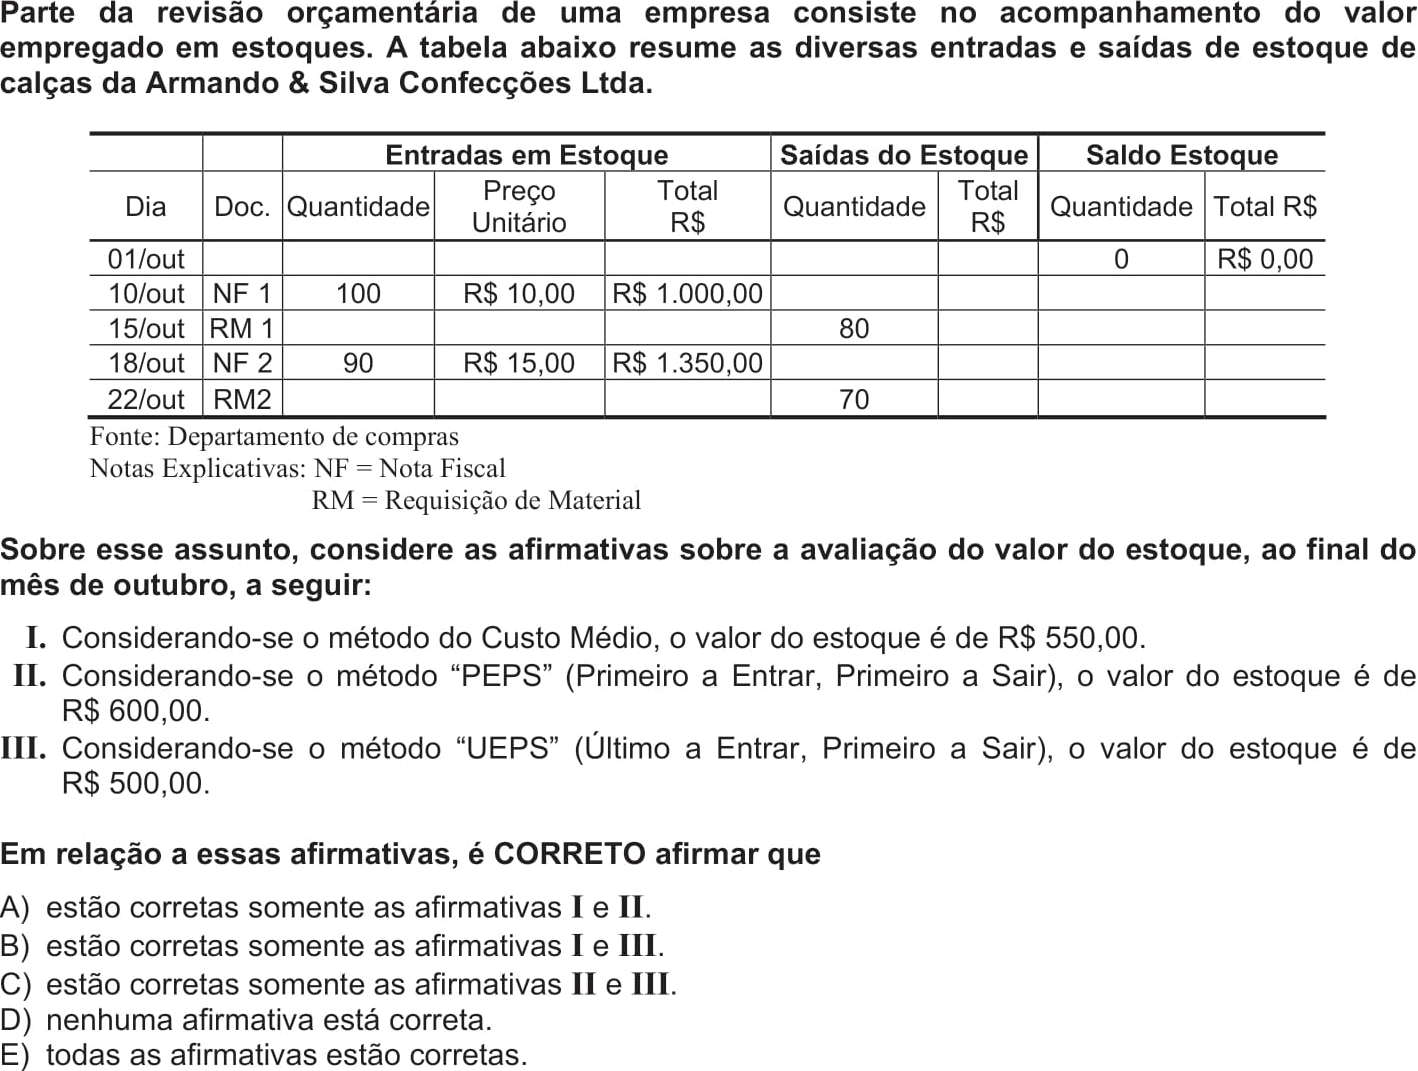 Parte da revisão orçamentária de uma empresa consiste no acompanhamento do valor
empregado em estoques. A tabela abaixo resume as diversas entradas e saídas de estoque de
calças da Armando & Silva Confecções Ltda.
Entradas em Estoque Saídas do Estoque Saldo Estoque
Dia Doc. Quantidade Preço Unitário Total R$ Quantidade Total R$ Quantidade Total R$
01/out 0 R$ 0,00
10/out NF 1 100 R$ 10,00 R$ 1.000,00
15/out RM 1 80
18/out NF 2 90 R$ 15,00 R$ 1.350,00
22/out RM2 70
Fonte: Departamento de compras
Notas Explicativas: NF = Nota Fiscal
RM = Requisição de Material
Sobre esse assunto, considere as afirmativas sobre a avaliação do valor do estoque, ao final do
mês de outubro, a seguir:
I. Considerando-se o método do Custo Médio, o valor do estoque é de R$ 550,00.
II. Considerando-se o método “PEPS” (Primeiro a Entrar, Primeiro a Sair), o valor do estoque é de
R$ 600,00.
III. Considerando-se o método “UEPS” (Último a Entrar, Primeiro a Sair), o valor do estoque é de
R$ 500,00.
Em relação a essas afirmativas, é CORRETO afirmar que
A) estão corretas somente as afirmativas I e II.
B) estão corretas somente as afirmativas I e III.
C) estão corretas somente as afirmativas II e III.
D) nenhuma afirmativa está correta.
E) todas as afirmativas estão corretas.